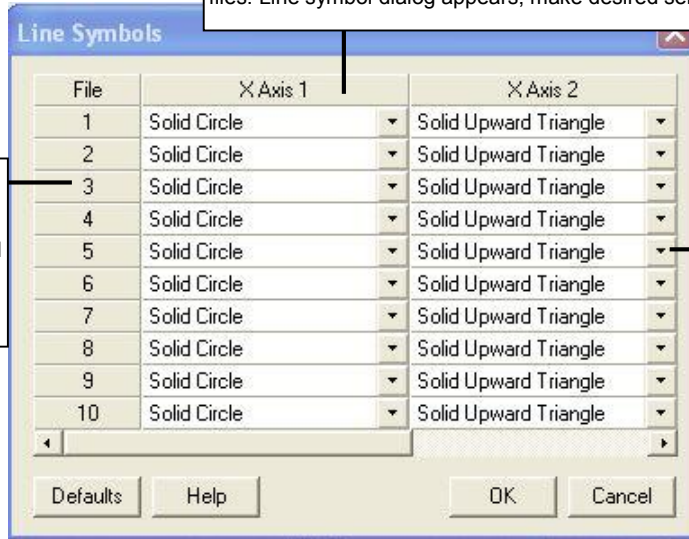 files. Line symbol dialog appears, make desired
Line Symbols
File X Axis 1 X Axis 2
1 Solid Circle Solid Upward Triangle
2 Solid Circle Solid Upward Triangle
3 Solid Circle Solid Upward Triangle
4 Solid Circle Solid Upward Triangle
5 Solid Circle Solid Upward Triangle
6 Solid Circle Solid Upward Triangle
7 Solid Circle Solid Upward Triangle
8 Solid Circle Solid Upward Triangle
9 Solid Circle Solid Upward Triangle
10 Solid Circle Solid Upward Triangle
Defaults Help OK Cancel